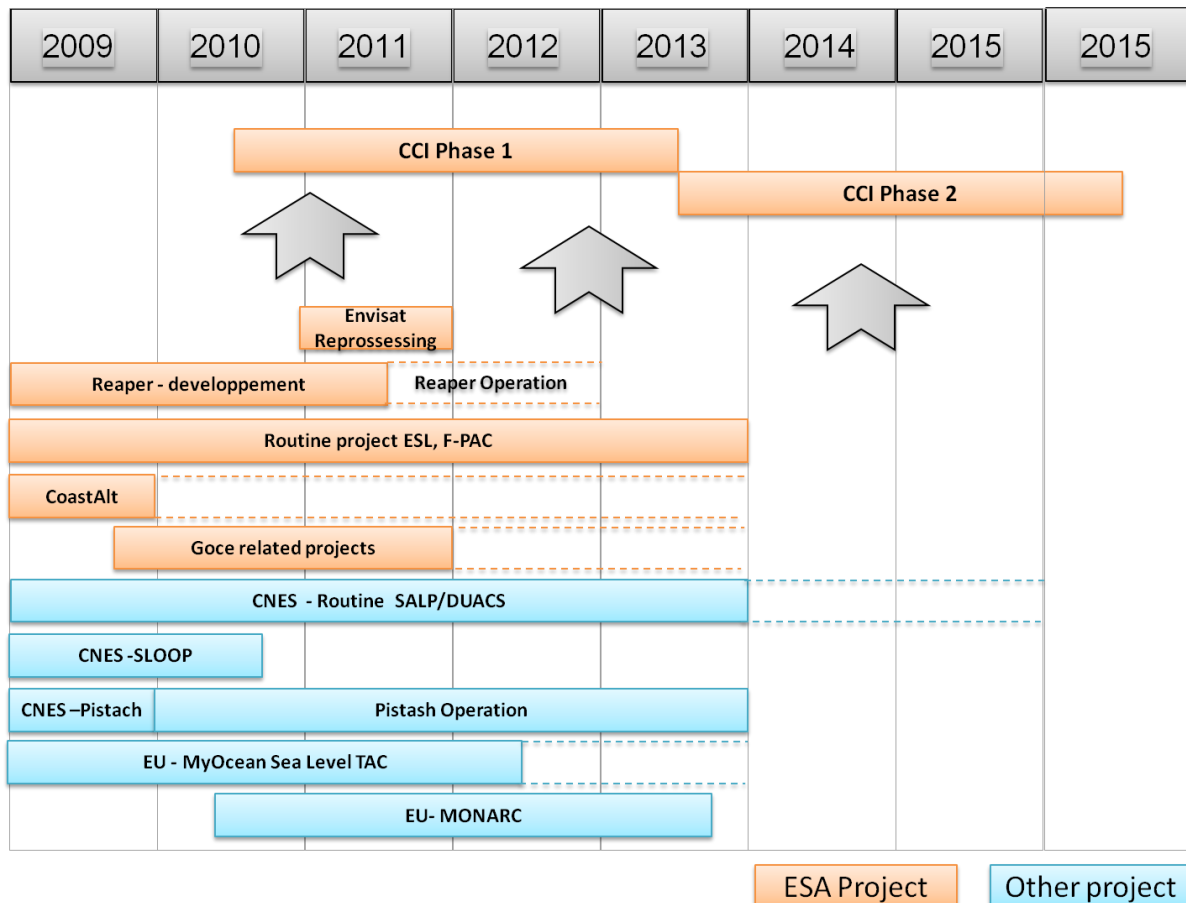 2009 2010 2011 2012 2013 2014 2015 2015
CCI Phase 1
CCI Phase 2
Envisat
Reprossessing
Reaper - developpement Reaper Operation
Routine project ESL, F-PAC
CoastAlt
Goce related projects
CNES - Routine SALP/DUACS
CNES -SLOOP
CNES –Pistach Pistash Operation
EU - MyOcean Sea Level TAC
EU- MONARC
ESA Project Other project